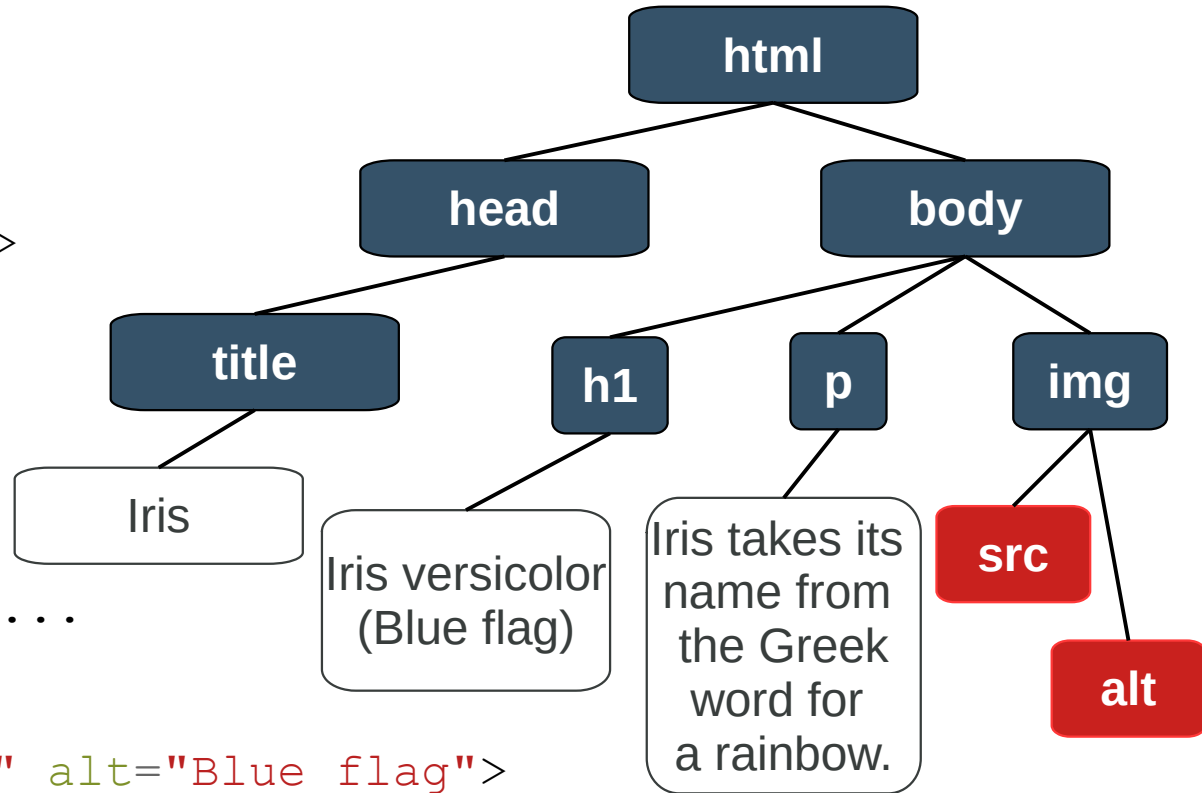 html
head
body
>
title
h1
p
img
Iris
Iris versicolor
(Blue flag)
Iris takes its
name from
the Greek
word for
a rainbow.
src
alt
...
" alt="Blue flag">